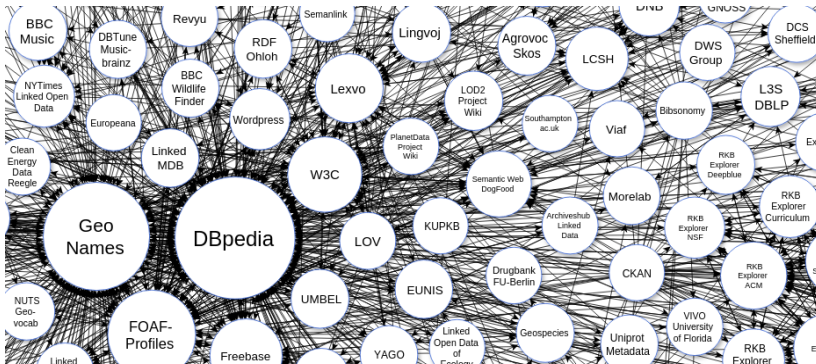 BBC
Music
DBTune
Music-
brainz
Revyu
Semanlink
RDF
Ohloh
Lingvoj
Agrovoc
Skos
DNB
GNOSS
DCS
Sheffield
NYTimes
Linked Open
Data
BBC
Wildlife
Finder
Lexvo
LOD2
Project
Wiki
LCSH
DWS
Group
L3S
DBLP
Europeana
Wordpress
PlanetData
Project
Wiki
Southampton
ac.uk
Viaf
Bibsonomy
Clean
Energy
Data
Reegle
Linked
MDB
W3C
Semantic Web
DogFood
Morelab
RKB
Explorer
Deepblue
RKB
Explorer
Curriculum
Geo
Names
DBpedia
LOV
KUPKB
Archiveshub
Linked
Data
RKB
Explorer
NSF
NUTS
Geo-
vocab
UMBEL
EUNIS
Drugbank
FU-Berlin
CKAN
RKB
Explorer
ACM
FOAF-
Profiles
Freebase
YAGO
Linked
Open Data
of
Ecology
Geospecies
Uniprot
Metadata
VIVO
University
of Florida
RKB
Explorer
Linked